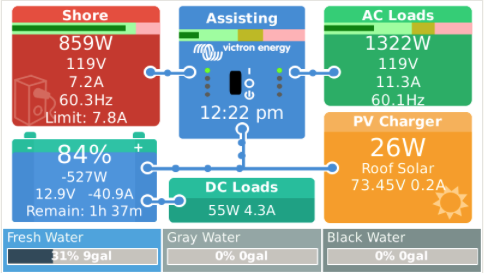 Shore
859W
119V
7.2A
60.3Hz
Limit: 7.8A
Assisting
victron energy
12:22 pm
AC Loads
1322W
119V
11.3A
60.1Hz
- +
84%
-527W
12.9V -40.9A
Remain: 1h 37m
DC Loads
55W 4.3A
PV Charger
26W
Roof Solar
73.45V 0.2A
Fresh Water
31% 9gal
Gray Water
0% 0gal
Black Water
0% 0gal